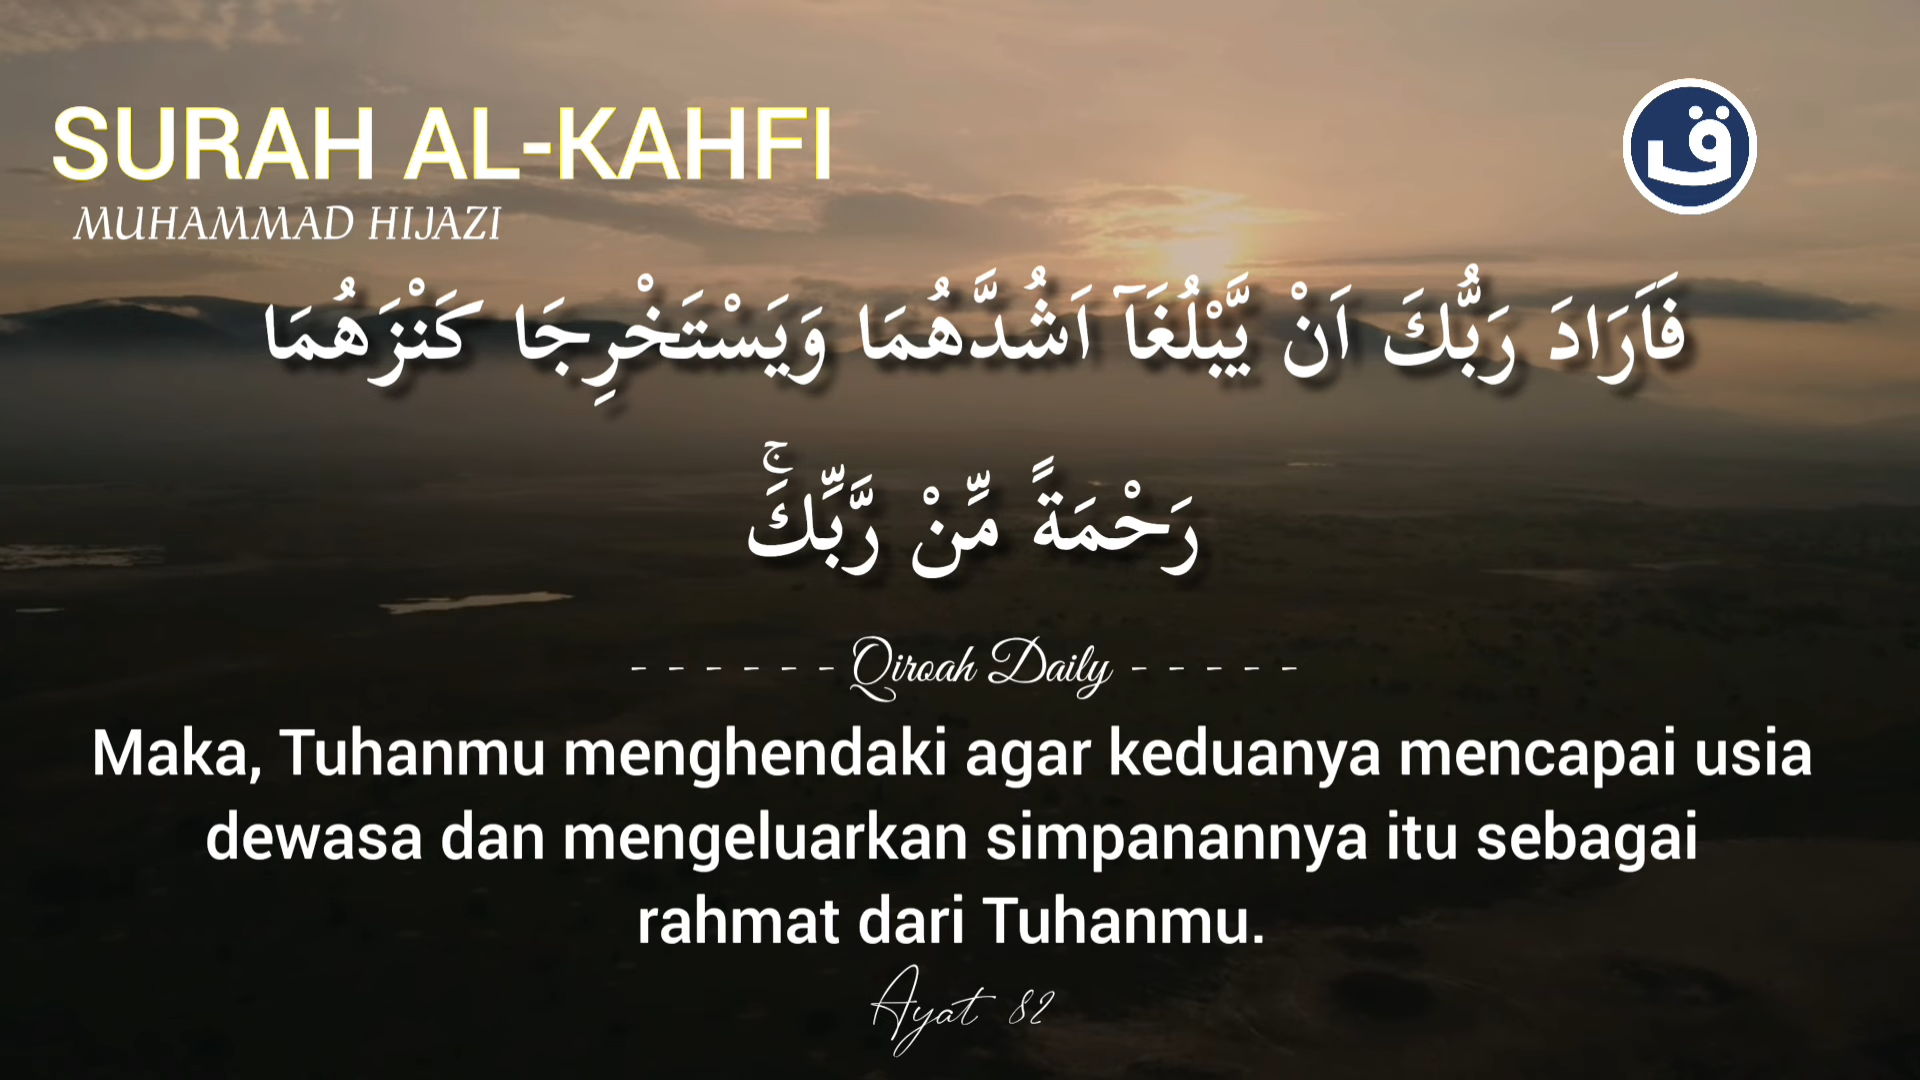 SURAH AL-KAHFI
MUHAMMAD HIJAZI
ق
فَاَرَادَ رَبُّكَ اَنْ يَّبْلُغَآ اَشُدَّهُمَا وَيَسْتَخْرِجَا كَنْزَهُمَا
رَحْمَةً مِّنْ رَّبِّكَۚ
- - - - - - Qiroah Daily - - - - -
Maka, Tuhanmu menghendaki agar keduanya mencapai usia
dewasa dan mengeluarkan simpanannya itu sebagai
rahmat dari Tuhanmu.
Ayat 82